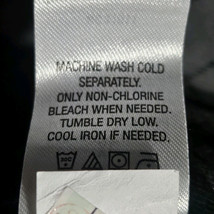 MACHINE WASH COLD
SEPARATELY.
ONLY NON-CHLORINE
BLEACH WHEN NEEDED.
TUMBLE DRY LOW,
COOL IRON IF NEEDED.